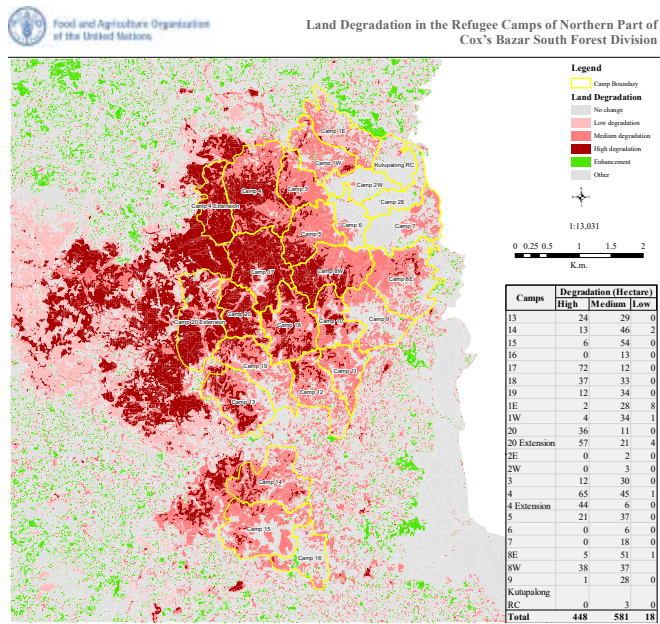 Food and Agriculture Organization
of the United Nations
Land Degradation in the Refugee Camps of Northern Part of
Cox's Bazar South Forest Division
Legend
Camp Boundary
Land Degradation
No change
Low degradation
Medium degradation
High degradation
Enhancement
Other
1:13,031
0 0.25 0.5 1 1.5 2
K.m.
Camp 1E
Camp 1W
Kutupalong RC
Camp 4
Camp 3
Camp 2W
Camp 4 Extension
Camp 2E
Camp 5
Camp 6
Camp 7
Camp 17
Camp 8W
Camp 8E
Camp 20 Extension
Camp 9
Camp 19
Camp 11
Camp 12
Camp 13
Camp 14
Camp 15
Camp 16
Camps Degradation (Hectare)
High Medium Low
13 24 29 0
14 13 46 2
15 6 54 0
16 0 13 0
17 72 12 0
18 37 33 0
19 12 34 0
1E 2 28 8
1W 4 34 1
20 36 11 0
20 Extension 57 21 4
2E 0 2 0
2W 0 3 0
3 12 30 0
4 65 45 1
4 Extension 44 6 0
5 21 37 0
6 0 6 0
7 0 18 0
8E 5 51 1
8W 38 37
9 1 28 0
Kutupalong
RC 0 3 0
Total 448 581 18